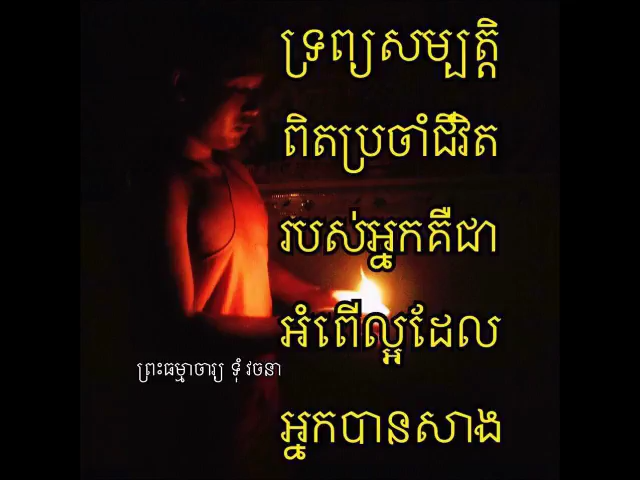 ទ្រព្យសម្បត្តិ
ពិតប្រចាំជីវិត
របស់អ្នកគឺជា
អំពើល្អដែល
ព្រះធម្មាចារ្យ ទុំ វចនា
អ្នកបានសាង